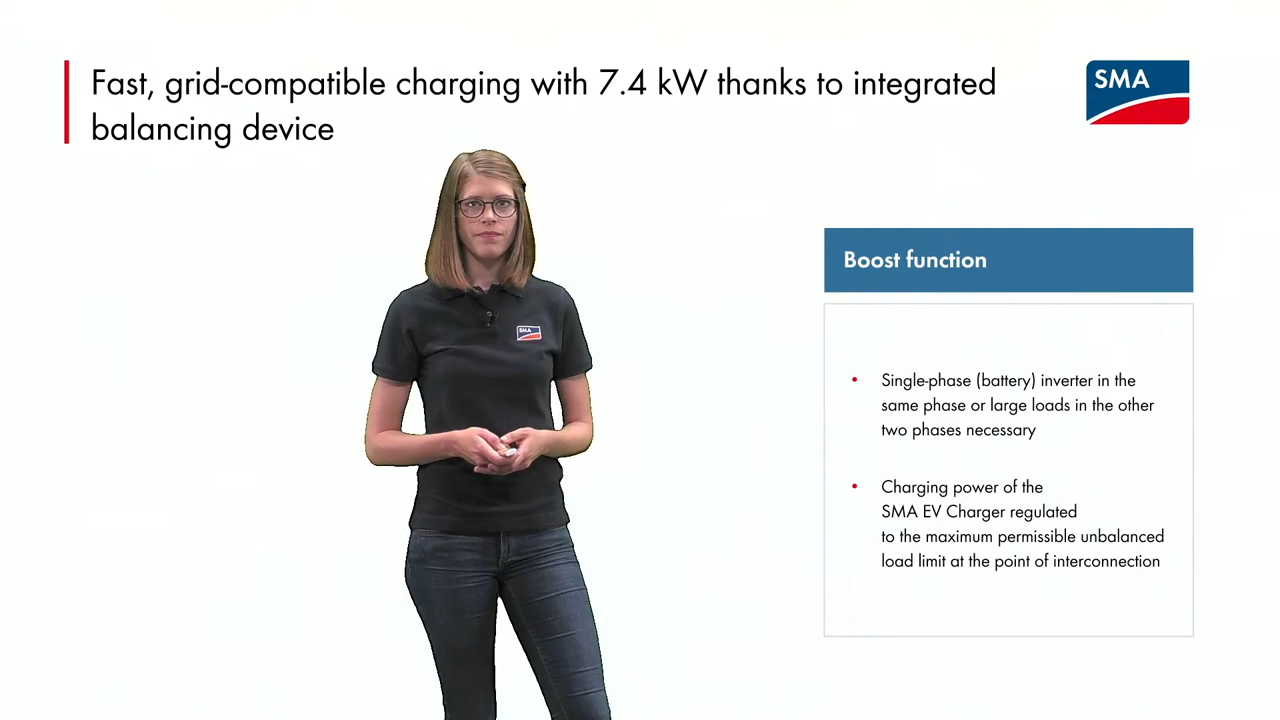 Fast, grid-compatible charging with 7.4 kW thanks to integrated
balancing device
SMA
Boost function
SMA
• Single-phase (battery) inverter in the
same phase or large loads in the other
two phases necessary
• Charging power of the
SMA EV Charger regulated
to the maximum permissible unbalanced
load limit at the point of interconnection